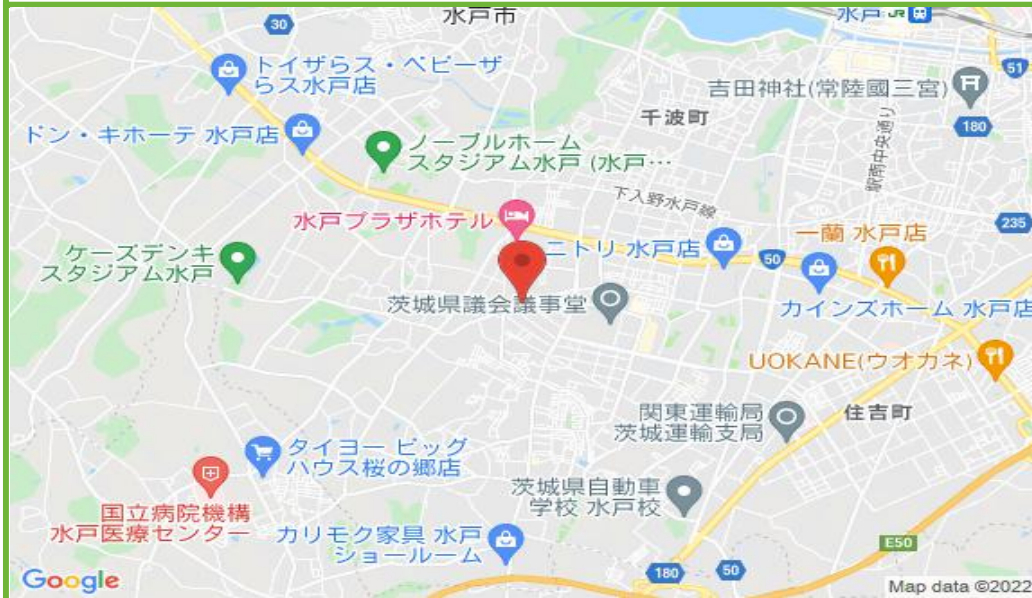 水戸市
水戸 JR
30
トイザらス・ベビーザ
らス水戸店
51
吉田神社(常陸國三宮)
千波町
180
ドン・キホーテ 水戸店
ノーブルホーム
スタジアム水戸 (水戸…
駅南中央通り
下入野水戸線
水戸プラザホテル
235
一蘭 水戸店
ケーズデンキ
スタジアム水戸
ニトリ 水戸店
50
茨城県議会議事堂
カインズホーム 水戸店
UOKANE(ウオカネ)
関東運輸局
茨城運輸支局
住吉町
タイヨー ビッグ
ハウス桜の郷店
茨城県自動車
学校 水戸校
国立病院機構
水戸医療センター
カリモク家具 水戸
ショールーム
E50
180
50
Google
Map data ©2022